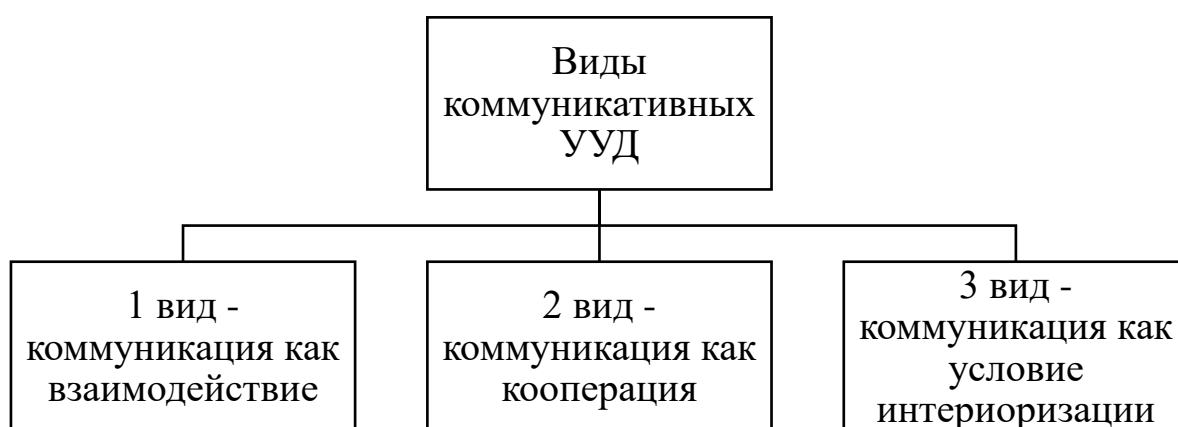 Виды
коммуникативных
УУД
1 вид -
коммуникация как
взаимодействие
2 вид -
коммуникация как
кооперация
3 вид -
коммуникация как
условие
интериоризации